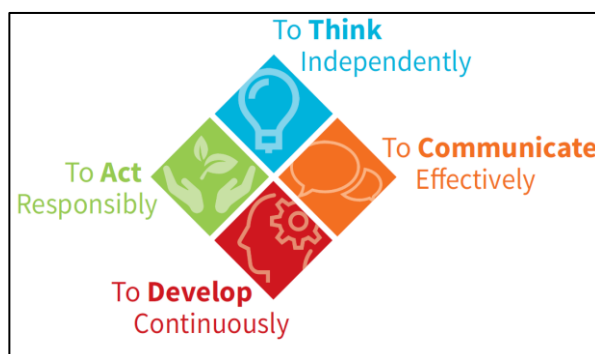 To Think
Independently
To Communicate
Effectively
To Act
Responsibly
To Develop
Continuously